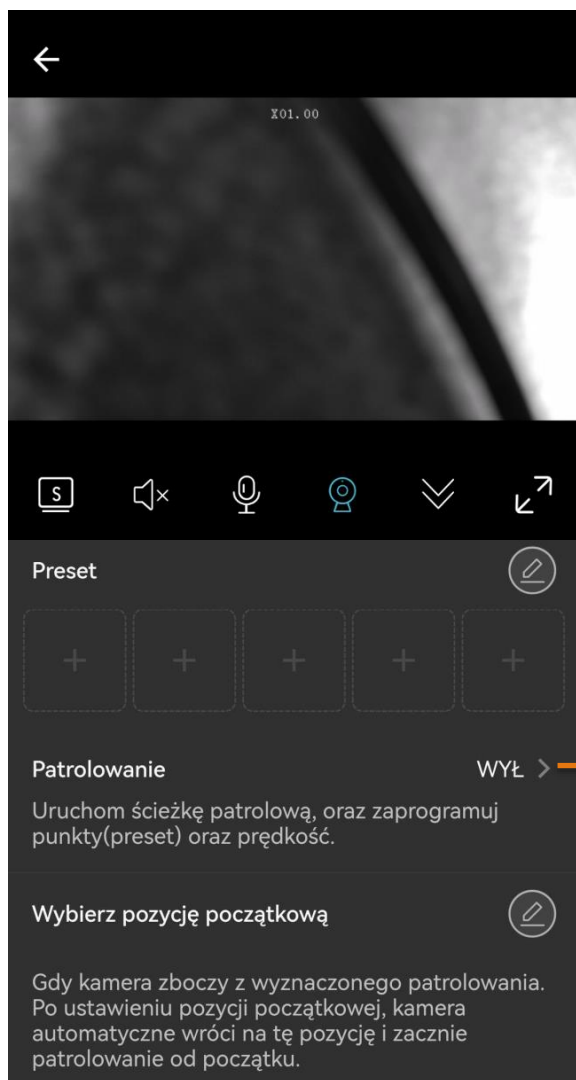 X01.00
S
Preset
Patrolowanie
WYŁ
Uruchom ścieżkę patrolową, oraz zaprogramuj
punkty(preset) oraz prędkość.
Wybierz pozycję początkową
Gdy kamera zboczy z wyznaczonego patrolowania.
Po ustawieniu pozycji początkowej, kamera
automatyczne wróci na tę pozycję i zacznie
patrolowanie od początku.